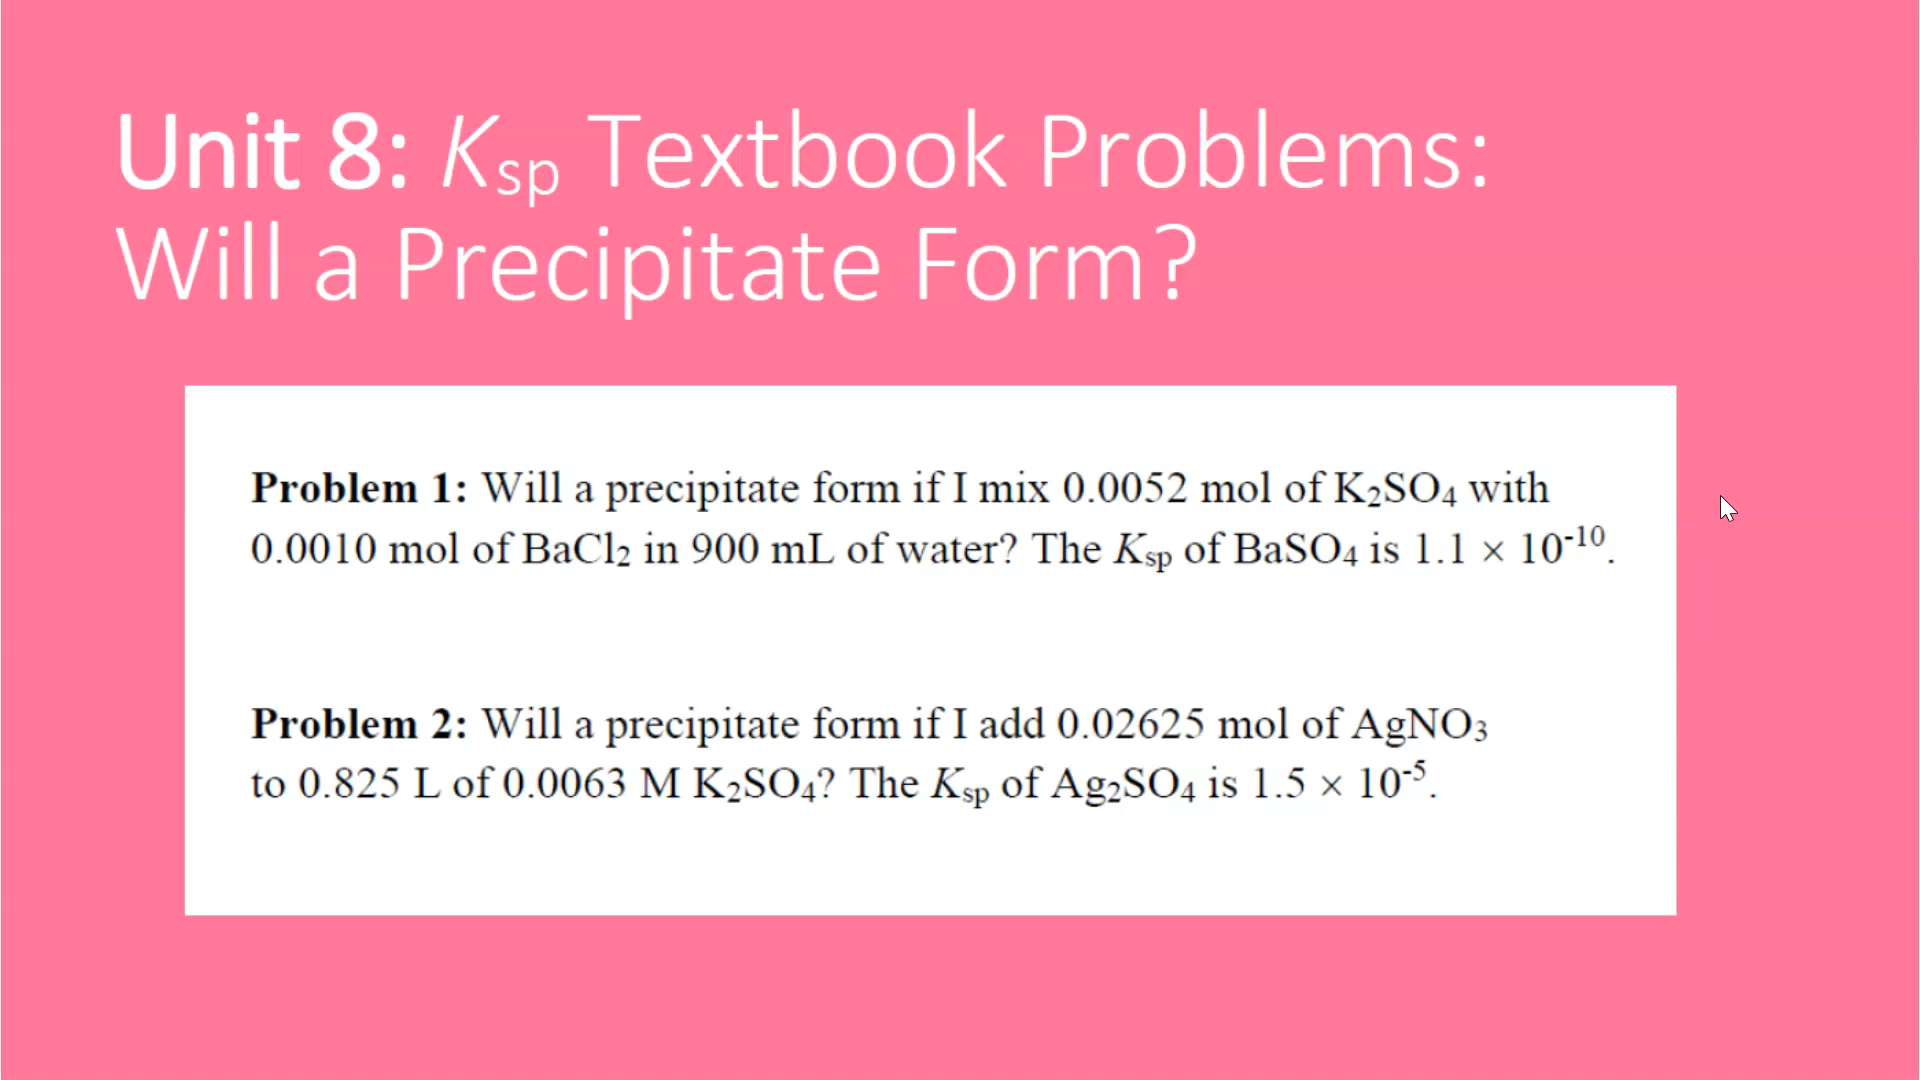 Unit 8: Ksp Textbook Problems:
Will a Precipitate Form?
Problem 1: Will a precipitate form if I mix 0.0052 mol of K₂SO₄ with
0.0010 mol of BaCl₂ in 900 mL of water? The Ksp of BaSO₄ is 1.1 × 10⁻¹⁰.
Problem 2: Will a precipitate form if I add 0.02625 mol of AgNO₃
to 0.825 L of 0.0063 M K₂SO₄? The Ksp of Ag₂SO₄ is 1.5 × 10⁻⁵.